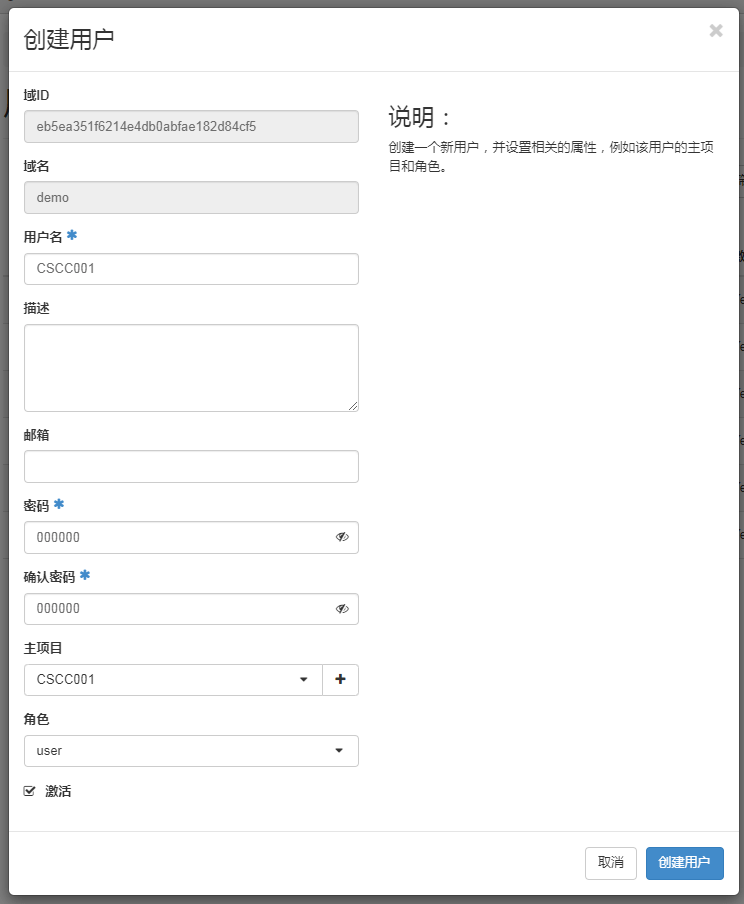 创建用户
域ID
eb5ea351f6214e4db0abfae182d84cf5
域名
demo
用户名 *
CSCC001
描述
邮箱
密码 *
000000
确认密码 *
000000
主项目
CSCC001
角色
user
激活
说明：
创建一个新用户，并设置相关的属性，例如该用户的主项
目和角色。
取消
创建用户